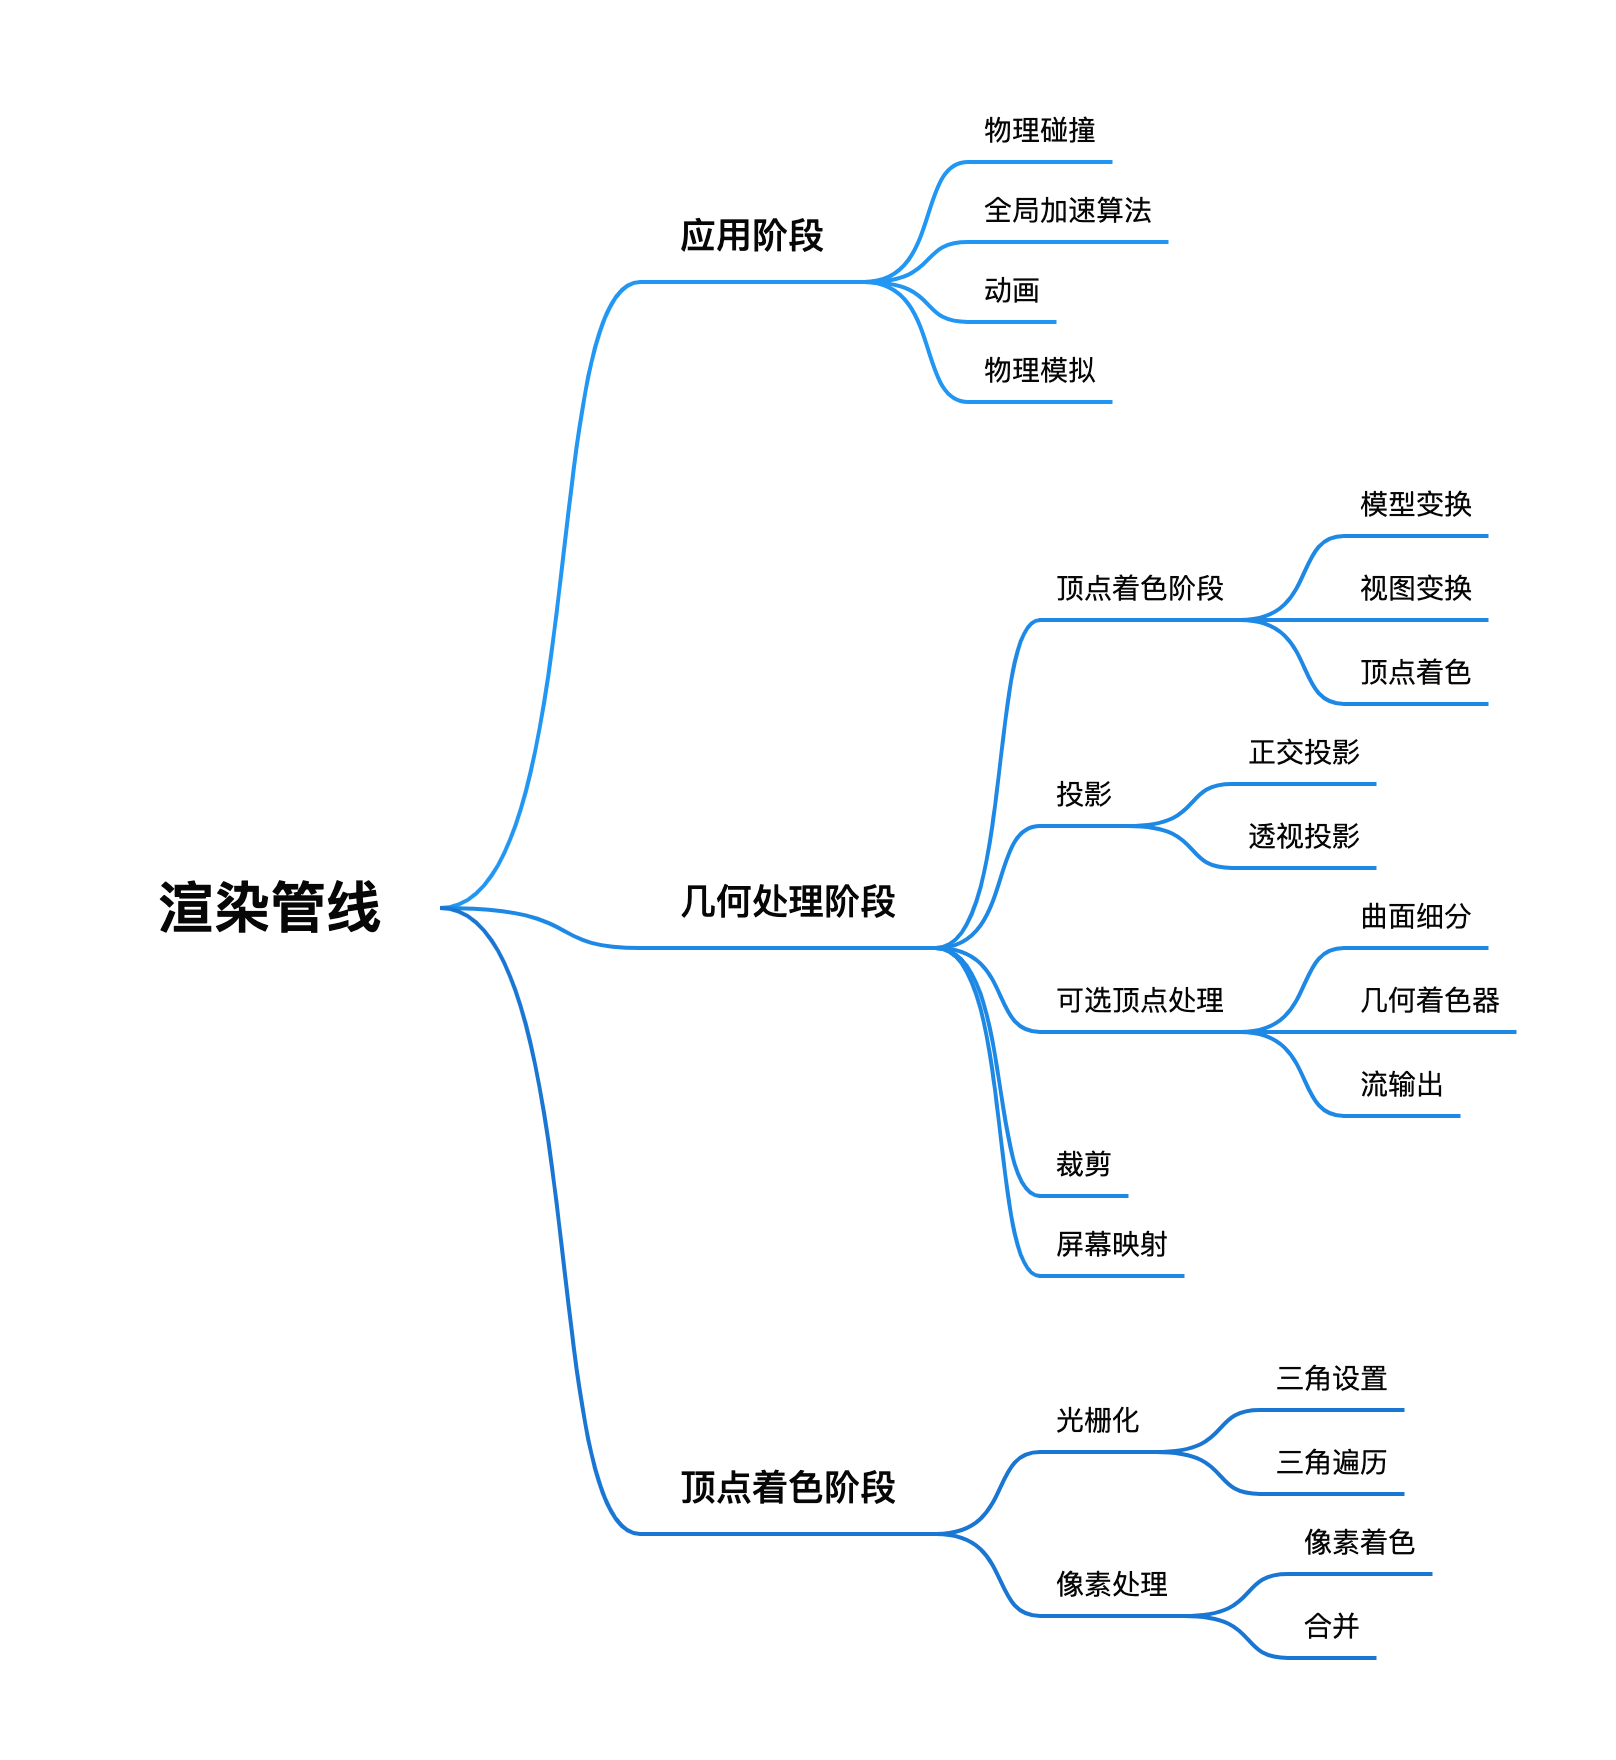 渲染管线
应用阶段
物理碰撞
全局加速算法
动画
物理模拟
几何处理阶段
顶点着色阶段
模型变换
视图变换
顶点着色
投影
正交投影
透视投影
可选顶点处理
曲面细分
几何着色器
流输出
裁剪
屏幕映射
顶点着色阶段
光栅化
三角设置
三角遍历
像素处理
像素着色
合并